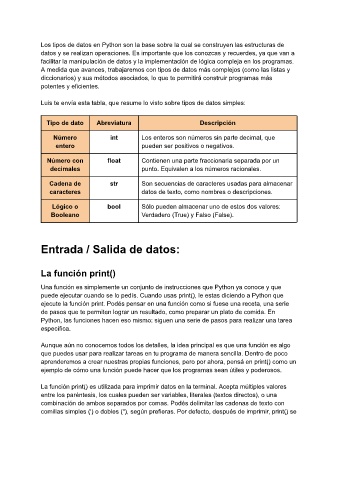 Los tipos de datos en Python son la base sobre la cual se construyen las estructuras de
datos y se realizan operaciones. Es importante que los conozcas y recuerdes, ya que van a
facilitar la manipulación de datos y la implementación de lógica compleja en los programas.
A medida que avances, trabajaremos con tipos de datos más complejos (como las listas y
diccionarios) y sus métodos asociados, lo que te permitirá construir programas más
potentes y eficientes.
Luis te envía esta tabla, que resume lo visto sobre tipos de datos simples:
Tipo de dato Abreviatura Descripción
Número entero int Los enteros son números sin parte decimal, que
pueden ser positivos o negativos.
Número con decimales float Contienen una parte fraccionaria separada por un
punto. Equivalen a los números racionales.
Cadena de caracteres str Son secuencias de caracteres usadas para almacenar
datos de texto, como nombres o descripciones.
Lógico o Booleano bool Sólo pueden almacenar uno de estos dos valores:
Verdadero (True) y Falso (False).
Entrada / Salida de datos:
La función print()
Una función es simplemente un conjunto de instrucciones que Python ya conoce y que
puede ejecutar cuando se lo pedís. Cuando usas print(), le estas diciendo a Python que
ejecute la función print. Podés pensar en una función como si fuese una receta, una serie
de pasos que te permiten lograr un resultado, como preparar un plato de comida. En
Python, las funciones hacen eso mismo: siguen una serie de pasos para realizar una tarea
específica.
Aunque aún no conocemos todos los detalles, la idea principal es que una función es algo
que puedes usar para realizar tareas en tu programa de manera sencilla. Dentro de poco
aprenderemos a crear nuestras propias funciones, pero por ahora, pensá en print() como un
ejemplo de cómo una función puede hacer que los programas sean útiles y poderosos.
La función print() es utilizada para imprimir datos en la terminal. Acepta múltiples valores
entre los paréntesis, los cuales pueden ser variables, literales (textos directos), o una
combinación de ambos separados por comas. Podés delimitar las cadenas de texto con
comillas simples (') o dobles ("), según prefieras. Por defecto, después de imprimir, print() se